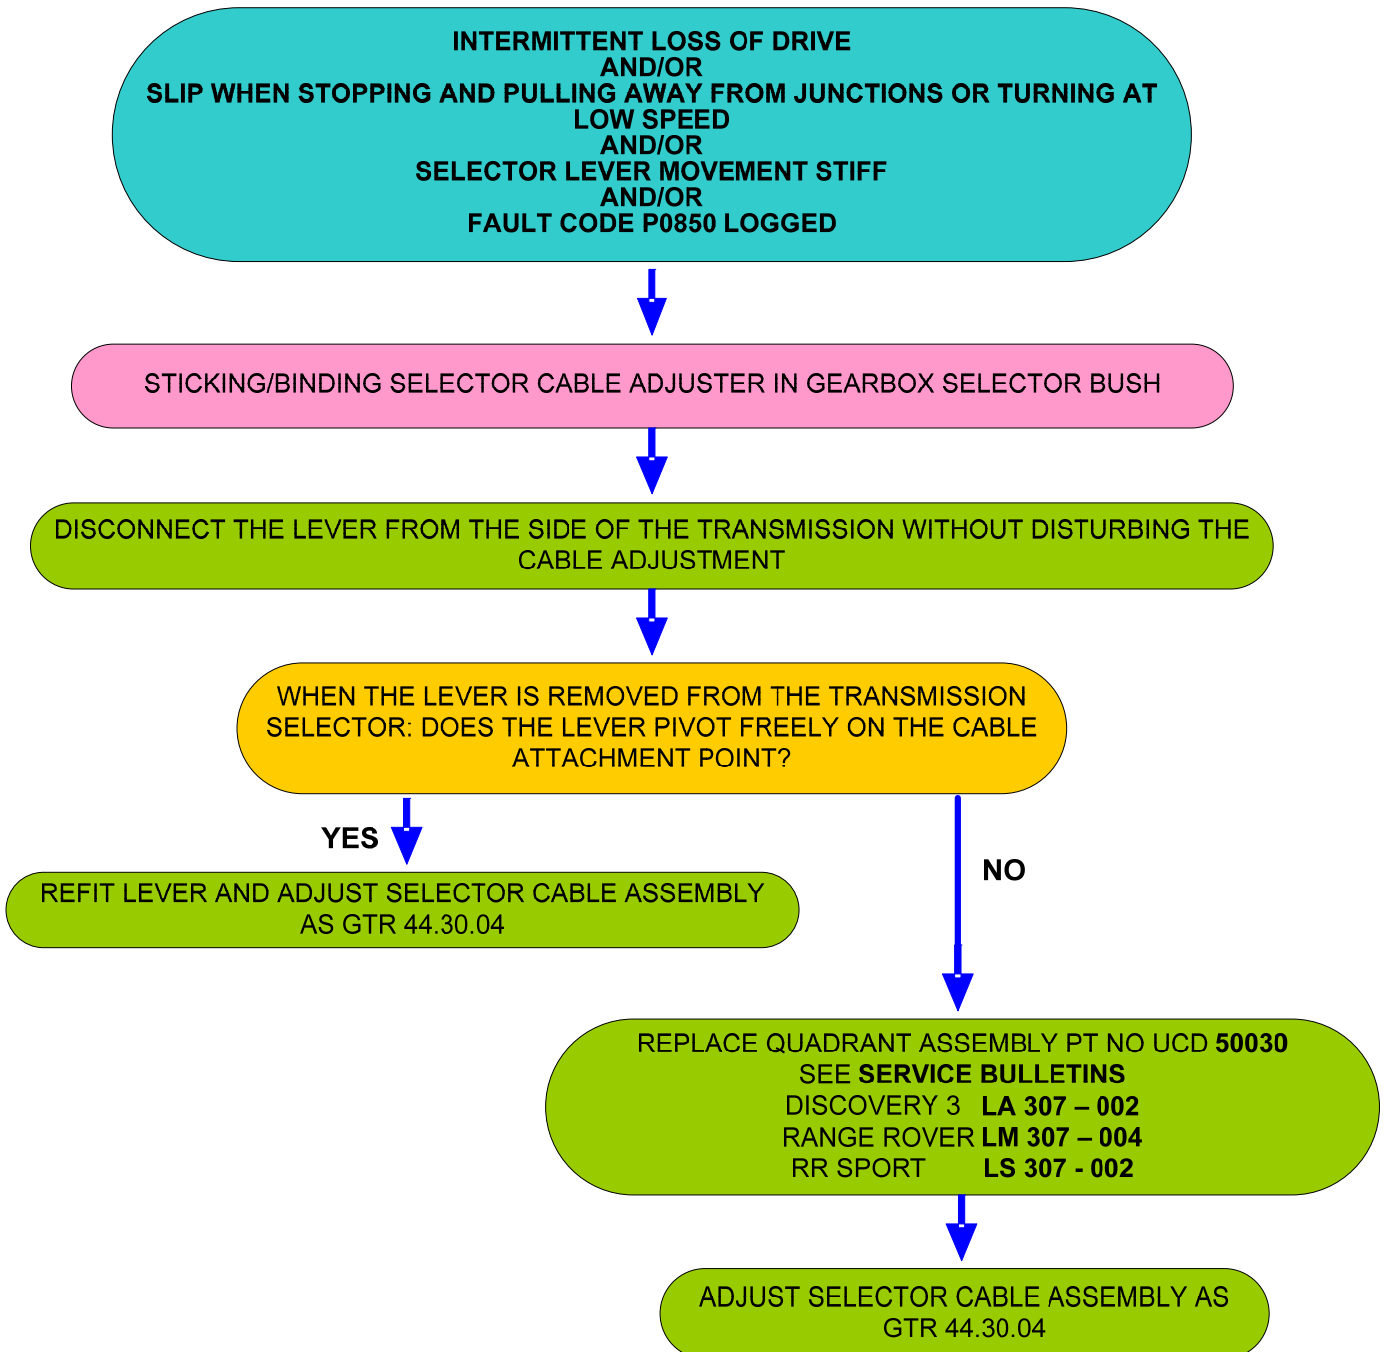 INTERMITTENT LOSS OF DRIVE
AND/OR
SLIP WHEN STOPPING AND PULLING AWAY FROM JUNCTIONS OR TURNING AT
LOW SPEED
AND/OR
SELECTOR LEVER MOVEMENT STIFF
AND/OR
FAULT CODE P0850 LOGGED
STICKING/BINDING SELECTOR CABLE ADJUSTER IN GEARBOX SELECTOR BUSH
DISCONNECT THE LEVER FROM THE SIDE OF THE TRANSMISSION WITHOUT DISTURBING THE
CABLE ADJUSTMENT
WHEN THE LEVER IS REMOVED FROM THE TRANSMISSION
SELECTOR: DOES THE LEVER PIVOT FREELY ON THE CABLE
ATTACHMENT POINT?
YES
REFIT LEVER AND ADJUST SELECTOR CABLE ASSEMBLY
AS GTR 44.30.04
NO
REPLACE QUADRANT ASSEMBLY PT NO UCD 50030
SEE SERVICE BULLETINS
DISCOVERY 3 LA 307 – 002
RANGE ROVER LM 307 – 004
RR SPORT LS 307 - 002
ADJUST SELECTOR CABLE ASSEMBLY AS
GTR 44.30.04